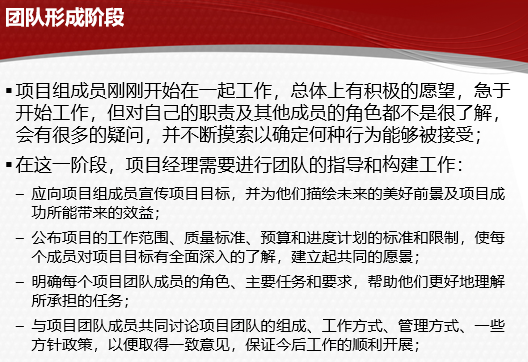 团队形成阶段
▪项目组成员刚刚开始在一起工作，总体上有积极的愿望，急于
开始工作，但对自己的职责及其他成员的角色都不是很了解，
会有很多的疑问，并不断摸索以确定何种行为能够被接受；
▪在这一阶段，项目经理需要进行团队的指导和构建工作：
– 应向项目组成员宣传项目目标，并为他们描绘未来的美好前景及项目成
功所能带来的效益；
– 公布项目的工作范围、质量标准、预算和进度计划的标准和限制，使每
个成员对项目目标有全面深入的了解，建立起共同的愿景；
– 明确每个项目团队成员的角色、主要任务和要求，帮助他们更好地理解
所承担的任务；
– 与项目团队成员共同讨论项目团队的组成、工作方式、管理方式、一些
方针政策，以便取得一致意见，保证今后工作的顺利开展；